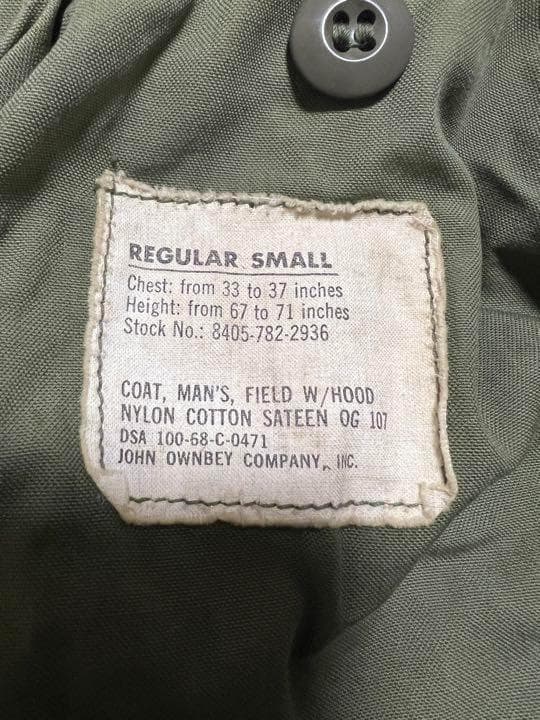 REGULAR SMALL
Chest: from 33 to 37 inches
Height: from 67 to 71 inches
Stock No.: 8405-782-2936
COAT, MAN'S, FIELD W/HOOD
NYLON COTTON SATEEN OG 107
DSA 100-68-C-0471
JOHN OWNBEY COMPANY, INC.